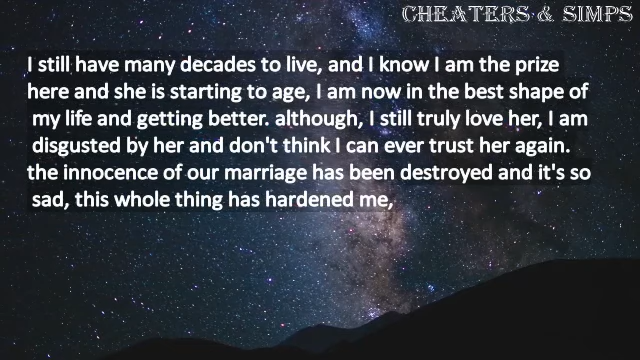 CHEATERS & SIMPS
I still have many decades to live, and I know I am the prize
here and she is starting to age, I am now in the best shape of
my life and getting better. although, I still truly love her, I am
disgusted by her and don't think I can ever trust her again.
the innocence of our marriage has been destroyed and it's so
sad, this whole thing has hardened me,